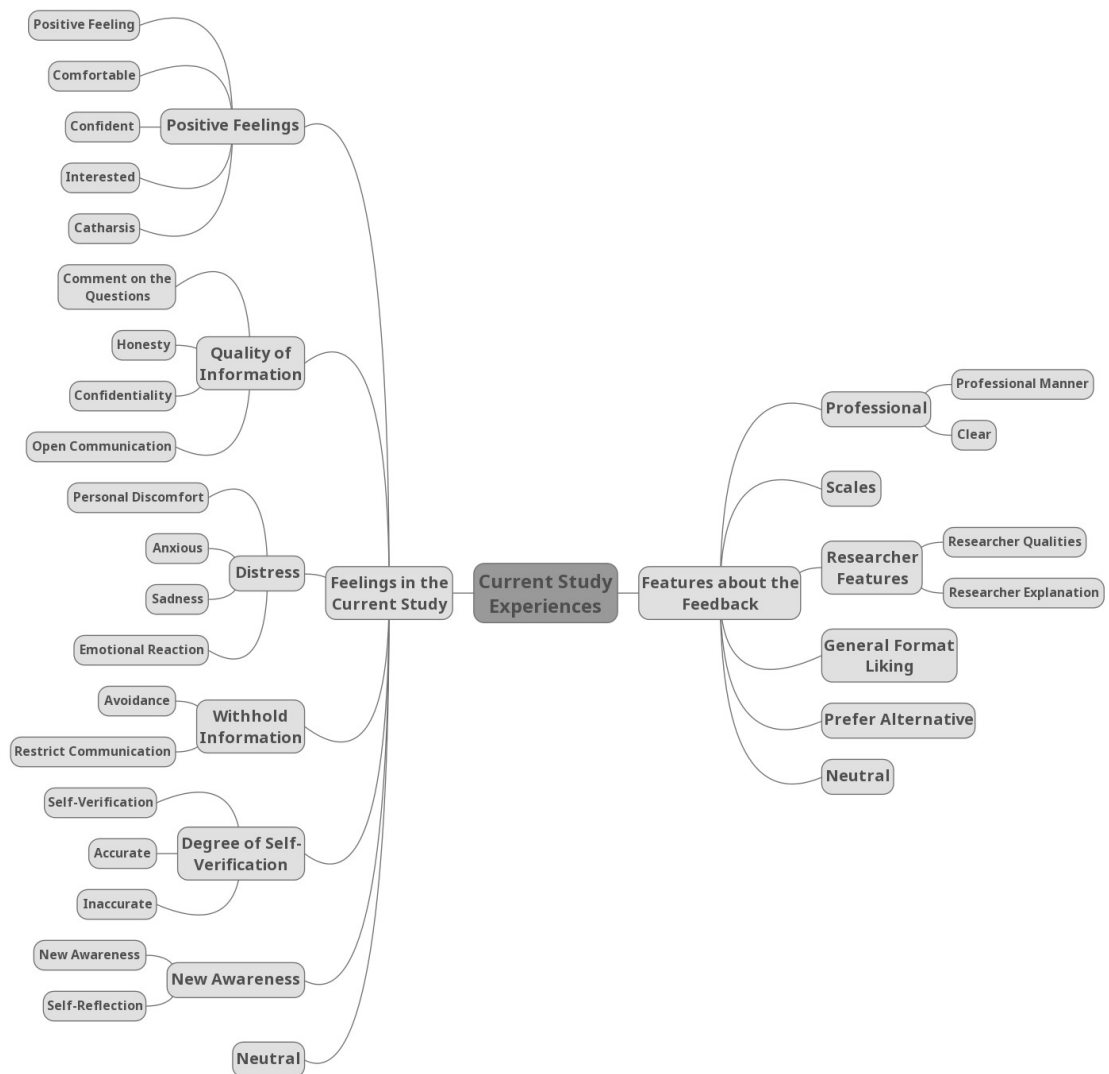 Positive Feeling
Comfortable
Confident
Interested
Catharsis
Positive Feelings
Comment on the
Questions
Honesty
Confidentiality
Open Communication
Quality of
Information
Personal Discomfort
Anxious
Sadness
Emotional Reaction
Distress
Avoidance
Restrict Communication
Withhold
Information
Self-Verification
Accurate
Inaccurate
Degree of Self-
Verification
New Awareness
Self-Reflection
New Awareness
Neutral
Feelings in the
Current Study
Current Study
Experiences
Features about the
Feedback
Professional
Professional Manner
Clear
Scales
Researcher
Features
Researcher Qualities
Researcher Explanation
General Format
Liking
Prefer Alternative
Neutral